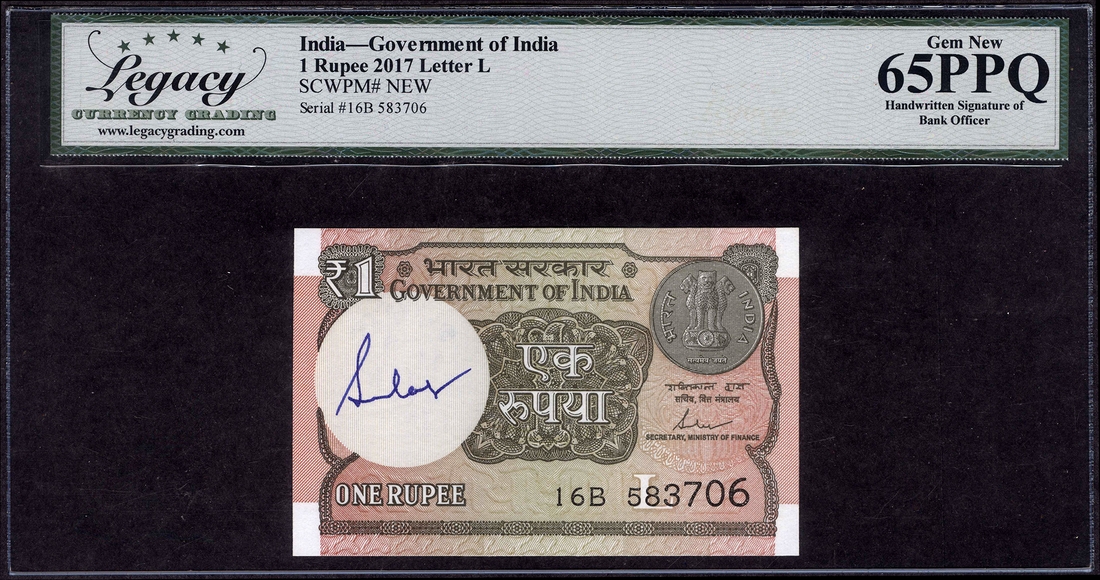 Legacy
CURRENCY GRADING
www.legacygrading.com
India—Government of India
1 Rupee 2017 Letter L
SCWPM# NEW
Serial #16B 583706
Gem New
65PPQ
Handwritten Signature of
Bank Officer
₹1
भारत सरकार
GOVERNMENT OF INDIA
भारत
INDIA
सत्यमेव जयते
एक
रुपया
शक्तिकान्त दास
सचिव, वित्त मंत्रालय
SECRETARY, MINISTRY OF FINANCE
ONE RUPEE
L
16B 583706